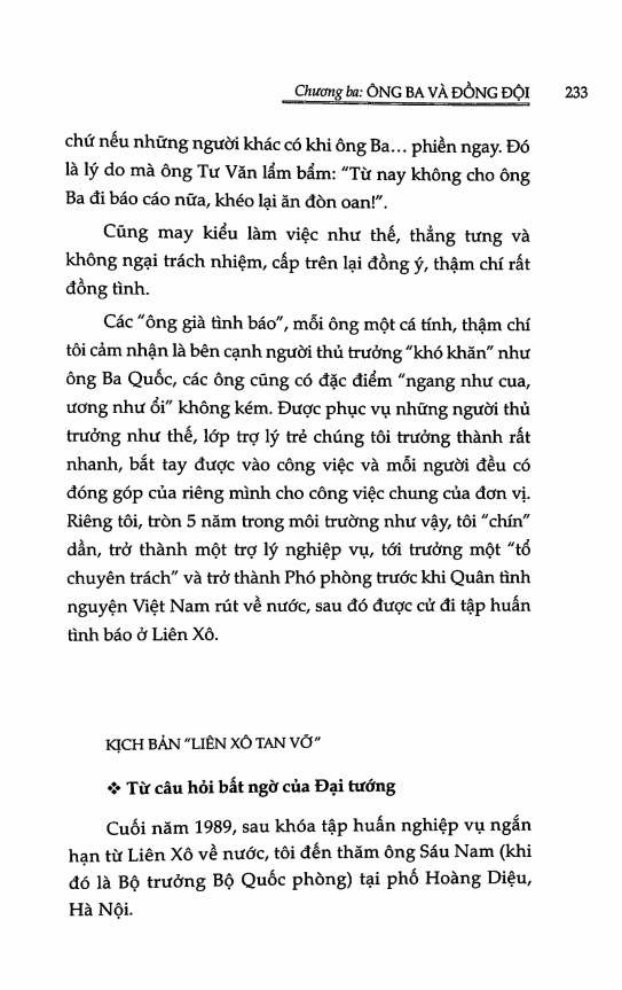 Chương ba: ÔNG BA VÀ ĐỒNG ĐỘI 233
chứ nếu những người khác có khi ông Ba... phiền ngay. Đó
là lý do mà ông Tư Văn lẩm bẩm: "Từ nay không cho ông
Ba đi báo cáo nữa, khéo lại ăn đòn oan!".
Cũng may kiểu làm việc như thế, thẳng tưng và
không ngại trách nhiệm, cấp trên lại đồng ý, thậm chí rất
đồng tình.
Các "ông già tình báo", mỗi ông một cá tính, thậm chí
tôi cảm nhận là bên cạnh người thủ trưởng "khó khăn" như
ông Ba Quốc, các ông cũng có đặc điểm "ngang như cua,
ương như ổi" không kém. Được phục vụ những người thủ
trưởng như thế, lớp trợ lý trẻ chúng tôi trưởng thành rất
nhanh, bắt tay được vào công việc và mỗi người đều có
đóng góp của riêng mình cho công việc chung của đơn vị.
Riêng tôi, tròn 5 năm trong môi trường như vậy, tôi "chín"
dần, trở thành một trợ lý nghiệp vụ, tới trưởng một "tổ
chuyên trách" và trở thành Phó phòng trước khi Quân tình
nguyện Việt Nam rút về nước, sau đó được cử đi tập huấn
tình báo ở Liên Xô.
KỊCH BẢN "LIÊN XÔ TAN VỠ"
❖ Từ câu hỏi bất ngờ của Đại tướng
Cuối năm 1989, sau khóa tập huấn nghiệp vụ ngắn
hạn từ Liên Xô về nước, tôi đến thăm ông Sáu Nam (khi
đó là Bộ trưởng Bộ Quốc phòng) tại phố Hoàng Diệu,
Hà Nội.